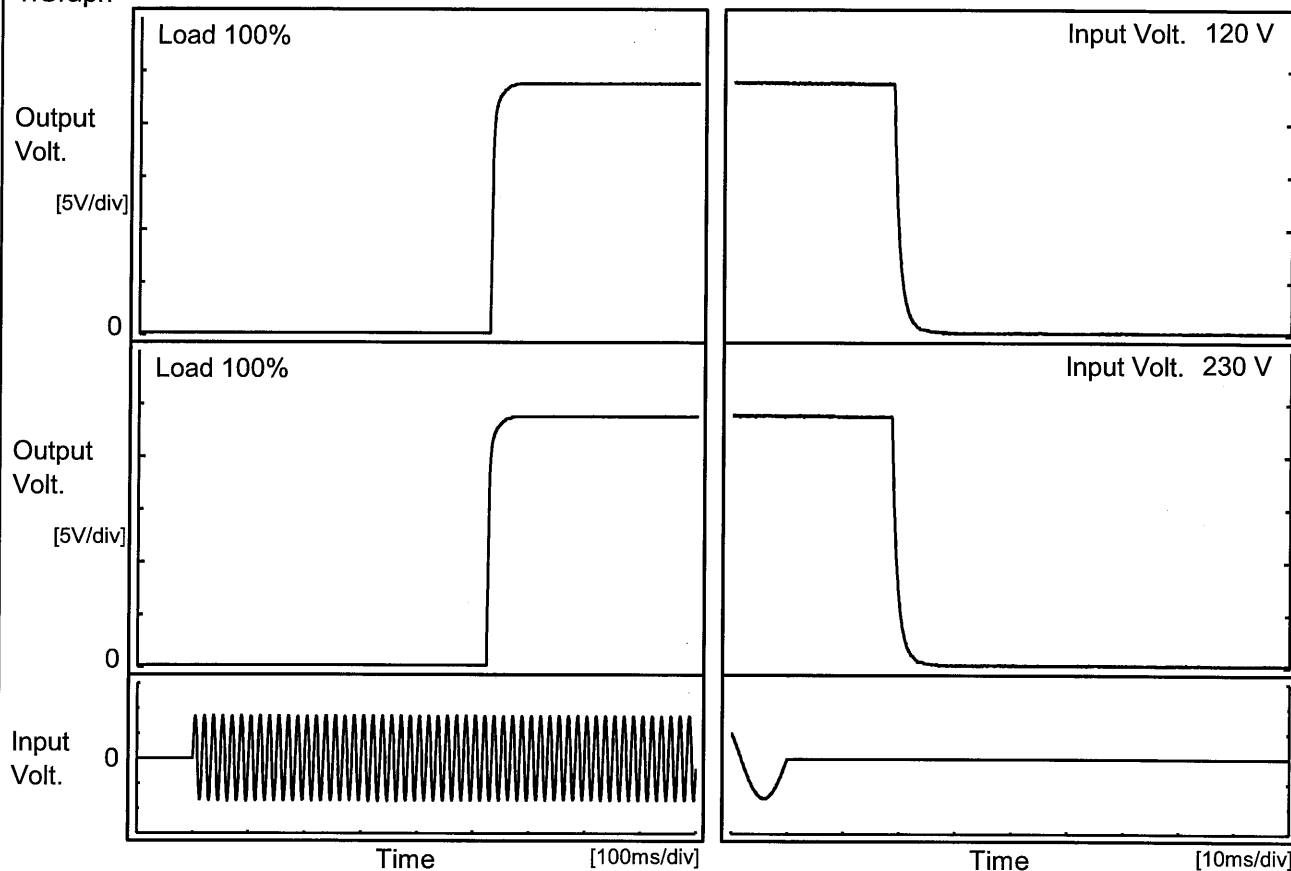 Load 100%
Input Volt. 120 V
Output
Volt.
[5V/div]
0
Load 100%
Input Volt. 230 V
Output
Volt.
[5V/div]
0
Input
Volt.
0
Time
[100ms/div]
Time
[10ms/div]